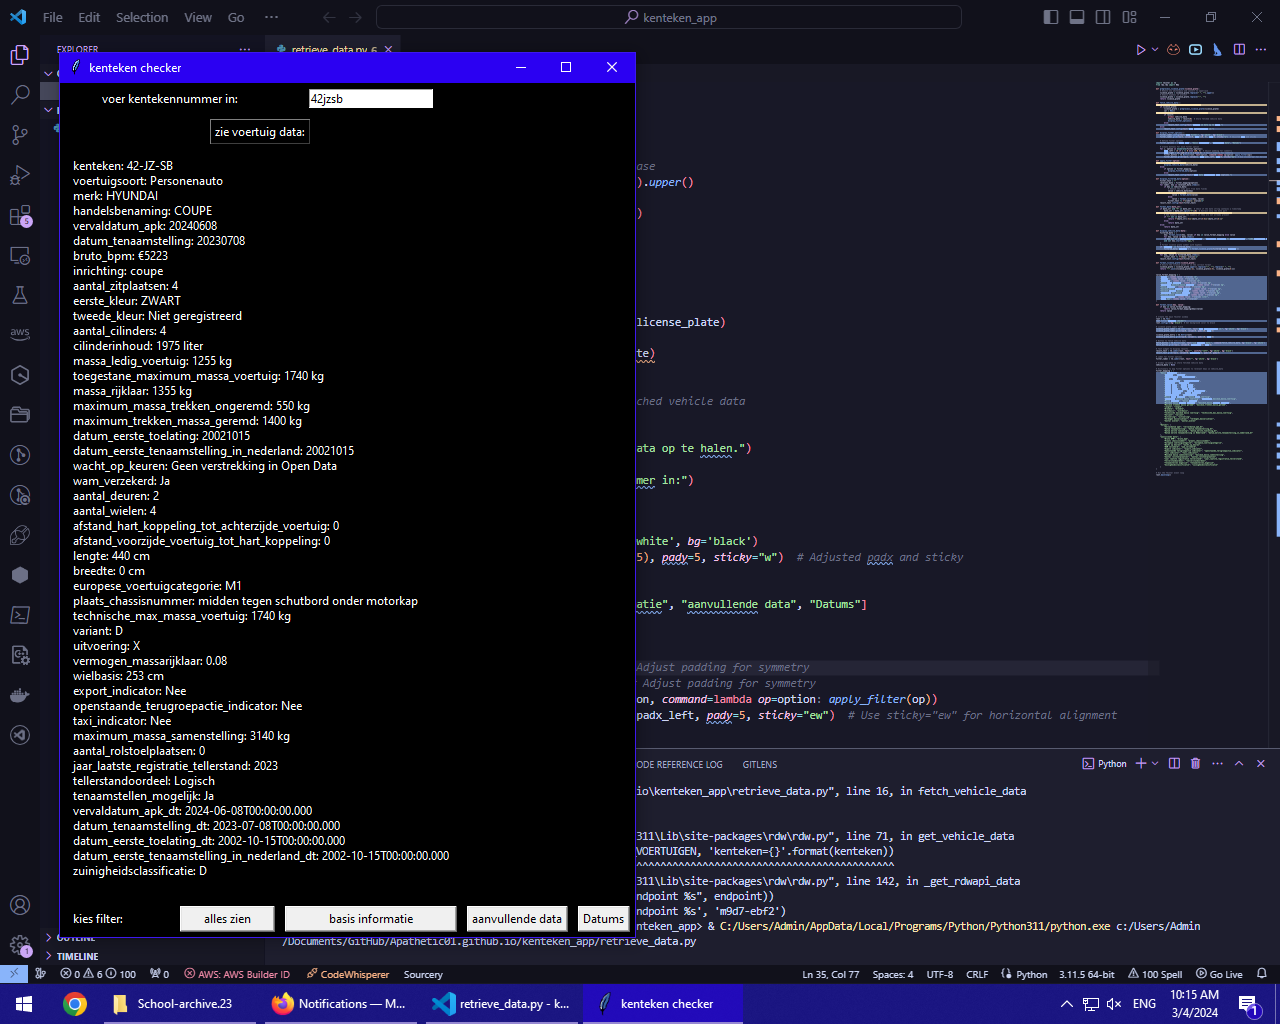 File Edit Selection View Go ··· kenteken_app
EXPLORER ··· retrieve_data.py 6
kenteken checker
voer kentekennummer in: 42jzsb
zie voertuig data:
kenteken: 42-JZ-SB
voertuigsoort: Personenauto
merk: HYUNDAI
handelsbenaming: COUPE
vervaldatum_apk: 20240608
datum_tenaamstelling: 20230708
bruto_bpm: €5223
inrichting: coupe
aantal_zitplaatsen: 4
eerste_kleur: ZWART
tweede_kleur: Niet geregistreerd
aantal_cilinders: 4
cilinderinhoud: 1975 liter
massa_ledig_voertuig: 1255 kg
toegestane_maximum_massa_voertuig: 1740 kg
massa_rijklaar: 1355 kg
maximum_massa_trekken_ongeremd: 550 kg
maximum_trekken_massa_geremd: 1400 kg
datum_eerste_toelating: 20021015
datum_eerste_tenaamstelling_in_nederland: 20021015
wacht_op_keuren: Geen verstrekking in Open Data
wam_verzekerd: Ja
aantal_deuren: 2
aantal_wielen: 4
afstand_hart_koppeling_tot_achterzijde_voertuig: 0
afstand_voorzijde_voertuig_tot_hart_koppeling: 0
lengte: 440 cm
breedte: 0 cm
europese_voertuigcategorie: M1
plaats_chassisnummer: midden tegen schutbord onder motorkap
technische_max_massa_voertuig: 1740 kg
variant: D
uitvoering: X
vermogen_massarijklaar: 0.08
wielbasis: 253 cm
export_indicator: Nee
openstaande_terugroepactie_indicator: Nee
taxi_indicator: Nee
maximum_massa_samenstelling: 3140 kg
aantal_rolstoelplaatsen: 0
jaar_laatste_registratie_tellerstand: 2023
tellerstandoordeel: Logisch
tenaamstellen_mogelijk: Ja
vervaldatum_apk_dt: 2024-06-08T00:00:00.000
datum_tenaamstelling_dt: 2023-07-08T00:00:00.000
datum_eerste_toelating_dt: 2002-10-15T00:00:00.000
datum_eerste_tenaamstelling_in_nederland_dt: 2002-10-15T00:00:00.000
zuinigheidsclassificatie: D
kies filter: alles zien basis informatie aanvullende data Datums
ase
).upper()
)
license_plate)
te)
ched vehicle data
ata op te halen.")
mer in:")
white', bg='black')
5), pady=5, sticky="w") # Adjusted padx and sticky
atie", "aanvullende data", "Datums"]
Adjust padding for symmetry
Adjust padding for symmetry
on, command=lambda op=option: apply_filter(op))
padx_left, pady=5, sticky="ew") # Use sticky="ew" for horizontal alignment
ODE REFERENCE LOG GITLENS Python
io\kenteken_app\retrieve_data.py", line 16, in fetch_vehicle_data
311\Lib\site-packages\rdw\rdw.py", line 71, in get_vehicle_data
VOERTUIGEN, 'kenteken={}'.format(kenteken))
^^^^^^^^^^^^^^^^^^^^^^^^^^^^^^^^^^^^^^^^
311\Lib\site-packages\rdw\rdw.py", line 142, in _get_rdwapi_data
ndpoint %s", endpoint))
ndpoint %s', 'm9d7-ebf2')
nteken_app> & C:/Users/Admin/AppData/Local/Programs/Python/Python311/python.exe c:/Users/Admin
/Documents/GitHub/Apathetic01.github.io/kenteken_app/retrieve_data.py
OUTLINE
TIMELINE
0 6 100 0 AWS: AWS Builder ID CodeWhisperer Sourcery Ln 35, Col 77 Spaces: 4 UTF-8 CRLF Python 3.11.5 64-bit 100 Spell Go Live
School-archive.23 Notifications — M... retrieve_data.py - k... kenteken checker ENG 10:15 AM
3/4/2024 1
aws
5
1